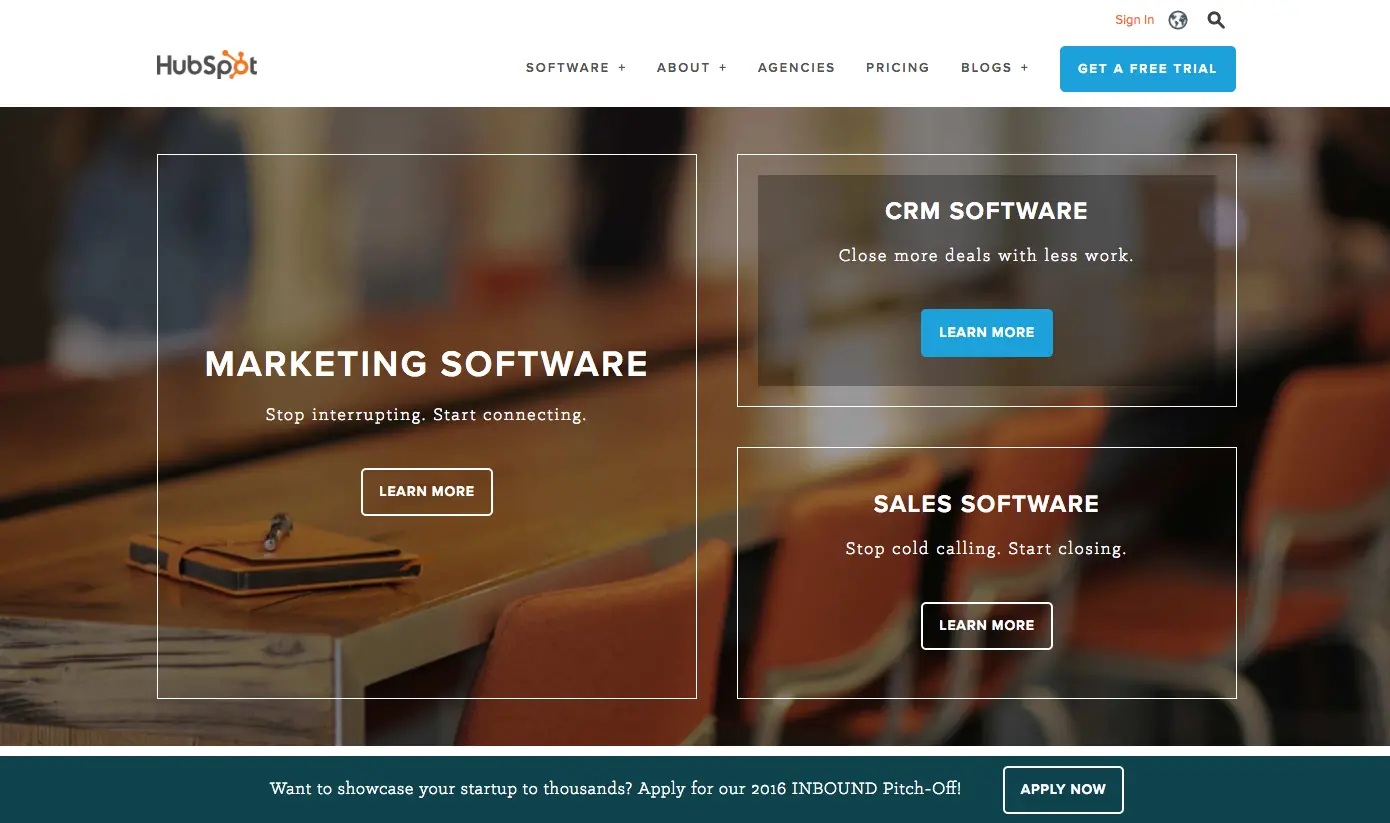 Sign In
HubSpot
SOFTWARE +
ABOUT +
AGENCIES
PRICING
BLOGS +
GET A FREE TRIAL
MARKETING SOFTWARE
Stop interrupting. Start connecting.
LEARN MORE
CRM SOFTWARE
Close more deals with less work.
LEARN MORE
SALES SOFTWARE
Stop cold calling. Start closing.
LEARN MORE
Want to showcase your startup to thousands? Apply for our 2016 INBOUND Pitch-Off!
APPLY NOW